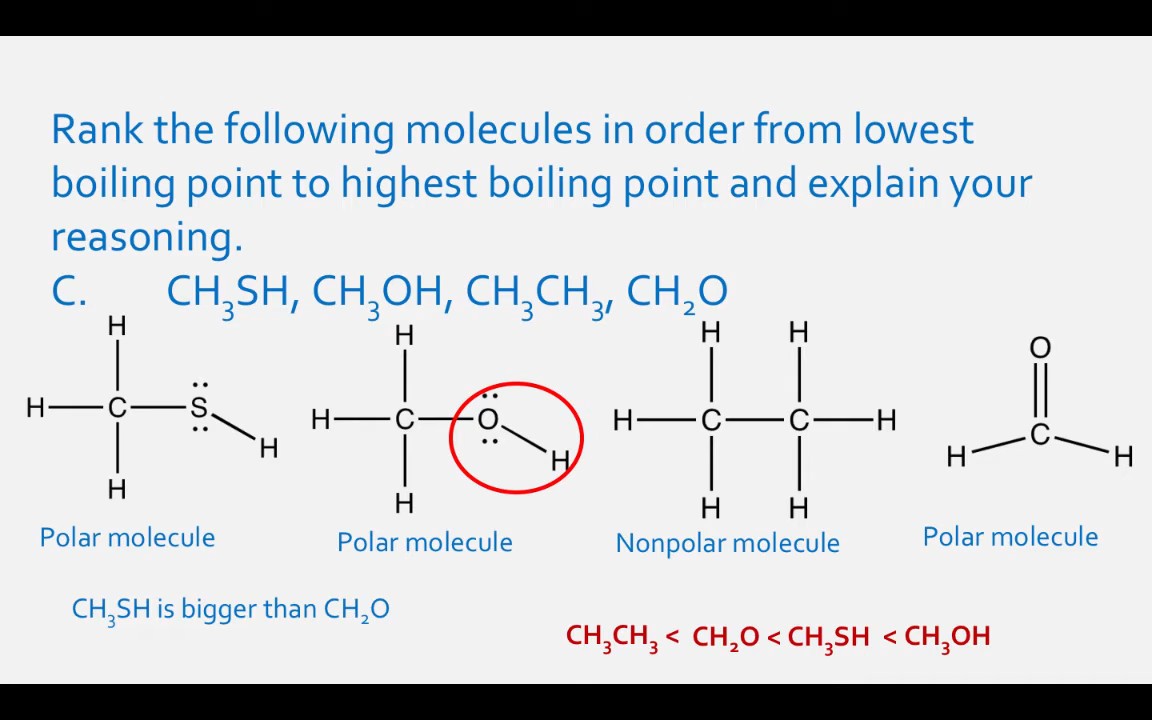 Rank the following molecules in order from lowest
boiling point to highest boiling point and explain your
reasoning.
C. CH₃SH, CH₃OH, CH₃CH₃, CH₂O
H
H C S H
H
H
H C O H
H
H H
H C C H
H H
O
H C H
Polar molecule
Polar molecule
Nonpolar molecule
Polar molecule
CH₃SH is bigger than CH₂O
CH₃CH₃ < CH₂O < CH₃SH < CH₃OH